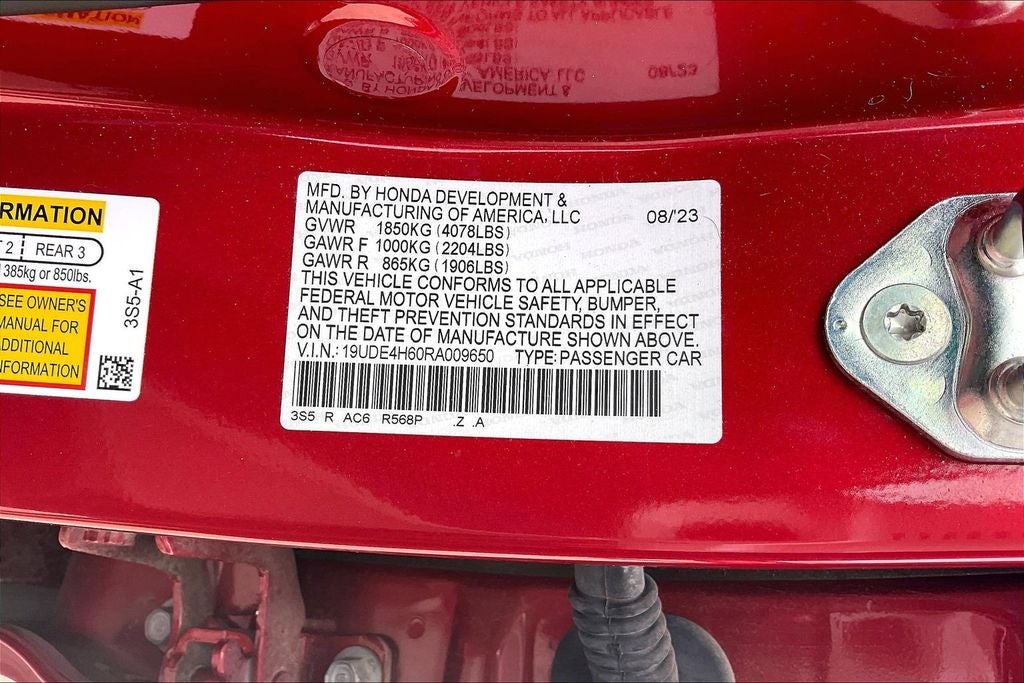 RMATION
2 REAR 3
385kg or 850lbs.
SEE OWNER'S
MANUAL FOR
ADDITIONAL
INFORMATION
3S5-A1
MFD. BY HONDA DEVELOPMENT &
MANUFACTURING OF AMERICA, LLC 08/'23
GVWR 1850KG (4078LBS)
GAWR F 1000KG (2204LBS)
GAWR R 865KG (1906LBS)
THIS VEHICLE CONFORMS TO ALL APPLICABLE
FEDERAL MOTOR VEHICLE SAFETY, BUMPER,
AND THEFT PREVENTION STANDARDS IN EFFECT
ON THE DATE OF MANUFACTURE SHOWN ABOVE.
V.I.N.: 19UDE4H60RA009650 TYPE: PASSENGER CAR
3S5 R AC6 R568P .Z .A